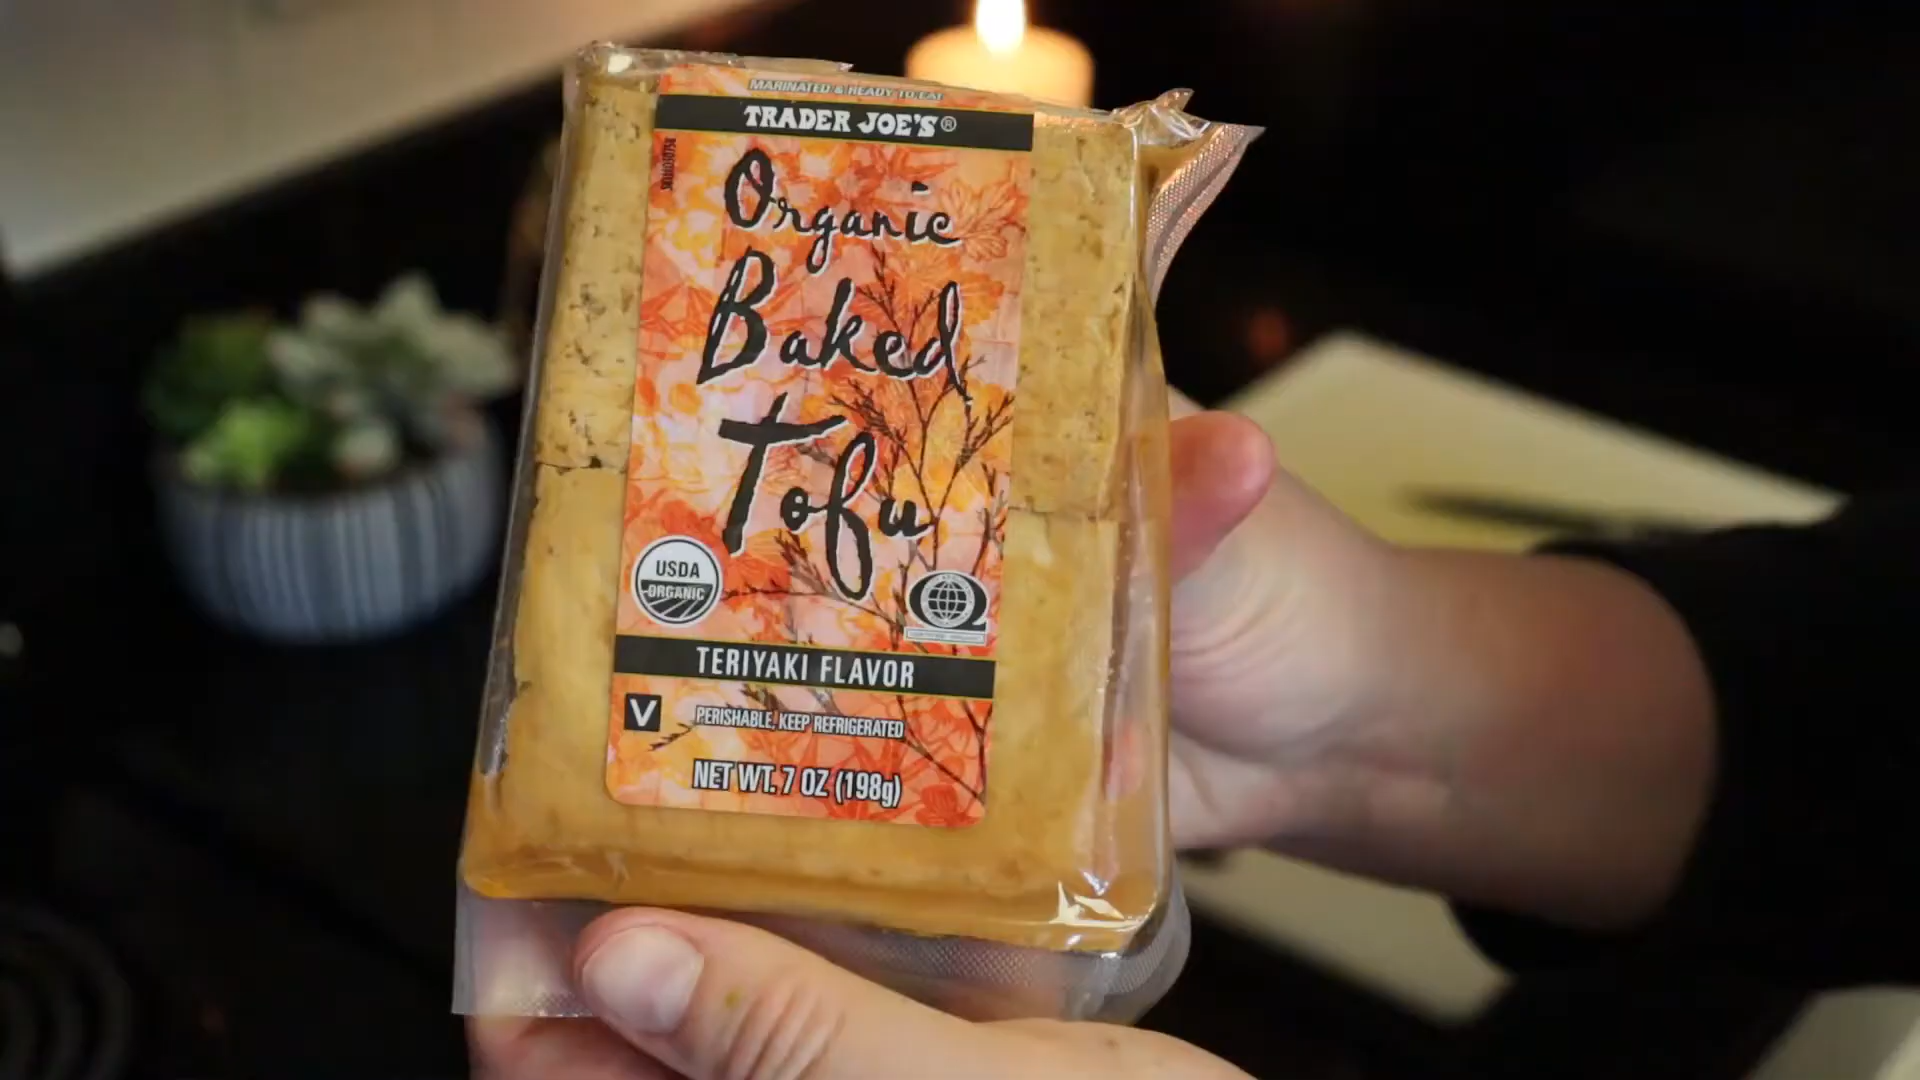 MARINATED & READY TO EAT
TRADER JOE'S®
Organic
Baked
Tofu
USDA
ORGANIC
TERIYAKI FLAVOR
V
PERISHABLE, KEEP REFRIGERATED
NET WT. 7 OZ (198g)